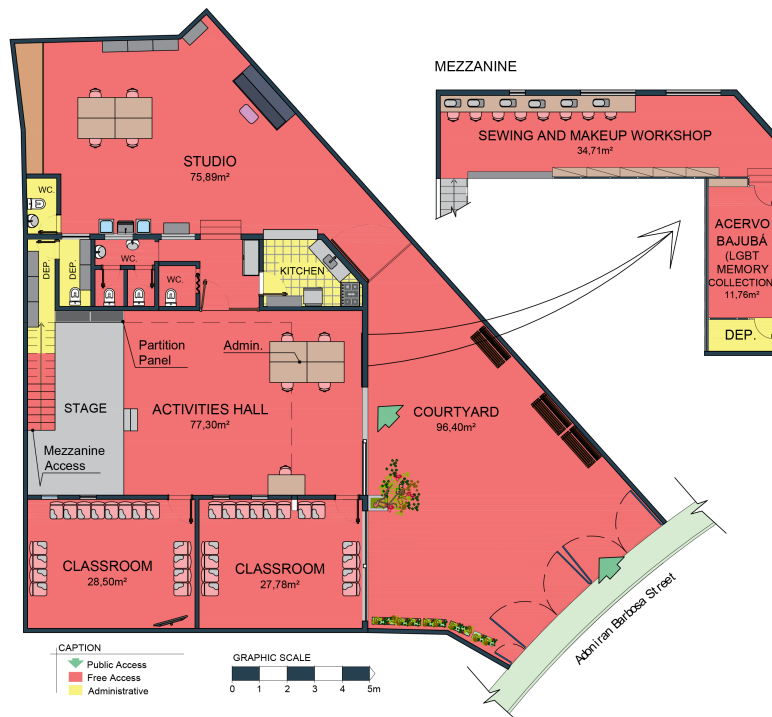 MEZZANINE
SEWING AND MAKEUP WORKSHOP
34,71m²
STUDIO
75,89m²
WC.
ACERVO
BAJUBÁ
(LGBT
MEMORY
COLLECTION)
11,76m²
DEP.
DEP.
DEP.
WC.
WC.
KITCHEN
Partition
Panel
Admin.
STAGE
ACTIVITIES HALL
77,30m²
COURTYARD
96,40m²
Mezzanine
Access
CLASSROOM
28,50m²
CLASSROOM
27,78m²
Adoniran Barbosa Street
CAPTION
Public Access
Free Access
Administrative
GRAPHIC SCALE
0 1 2 3 4 5m